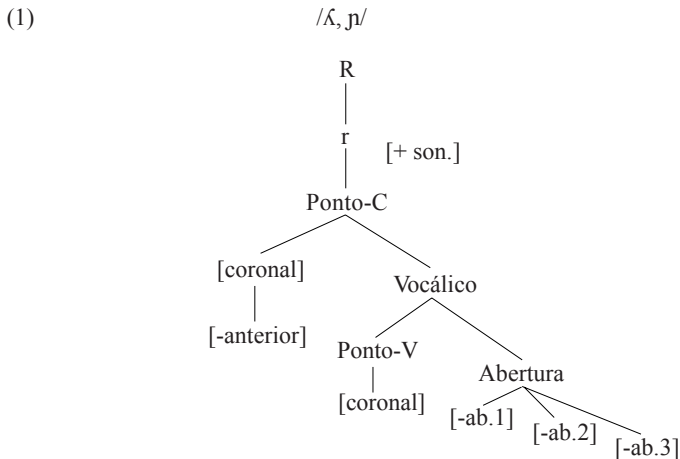 (1) /ʎ, ɲ/
R
r
[+ son.]
Ponto-C
[coronal]
Vocálico
[-anterior]
Ponto-V
Abertura
[coronal]
[-ab.1]
[-ab.2]
[-ab.3]